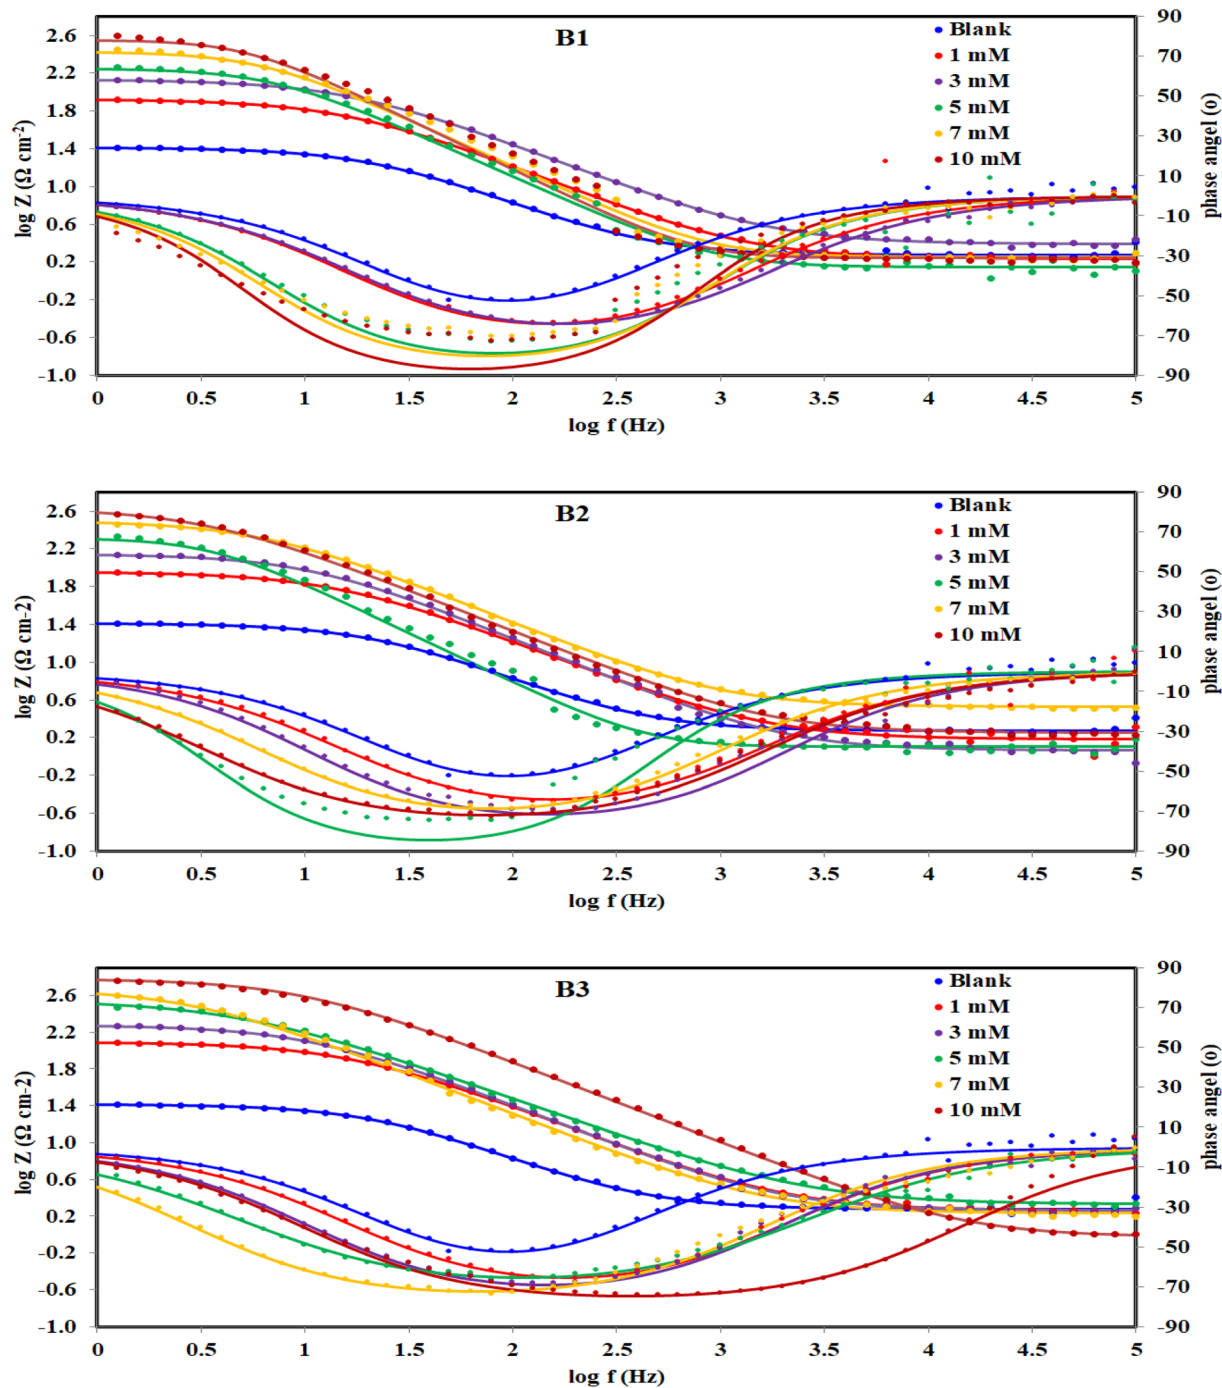 B1
Blank
1 mM
3 mM
5 mM
7 mM
10 mM
2.6
2.2
1.8
1.4
1.0
0.6
0.2
-0.2
-0.6
-1.0
log Z (Ω cm-2)
90
70
50
30
10
-10
-30
-50
-70
-90
phase angel (o)
0 0.5 1 1.5 2 2.5 3 3.5 4 4.5 5
log f (Hz)
B2
Blank
1 mM
3 mM
5 mM
7 mM
10 mM
2.6
2.2
1.8
1.4
1.0
0.6
0.2
-0.2
-0.6
-1.0
log Z (Ω cm-2)
90
70
50
30
10
-10
-30
-50
-70
-90
phase angel (o)
0 0.5 1 1.5 2 2.5 3 3.5 4 4.5 5
log f (Hz)
B3
Blank
1 mM
3 mM
5 mM
7 mM
10 mM
2.6
2.2
1.8
1.4
1.0
0.6
0.2
-0.2
-0.6
-1.0
log Z (Ω cm-2)
90
70
50
30
10
-10
-30
-50
-70
-90
phase angel (o)
0 0.5 1 1.5 2 2.5 3 3.5 4 4.5 5
log f (Hz)